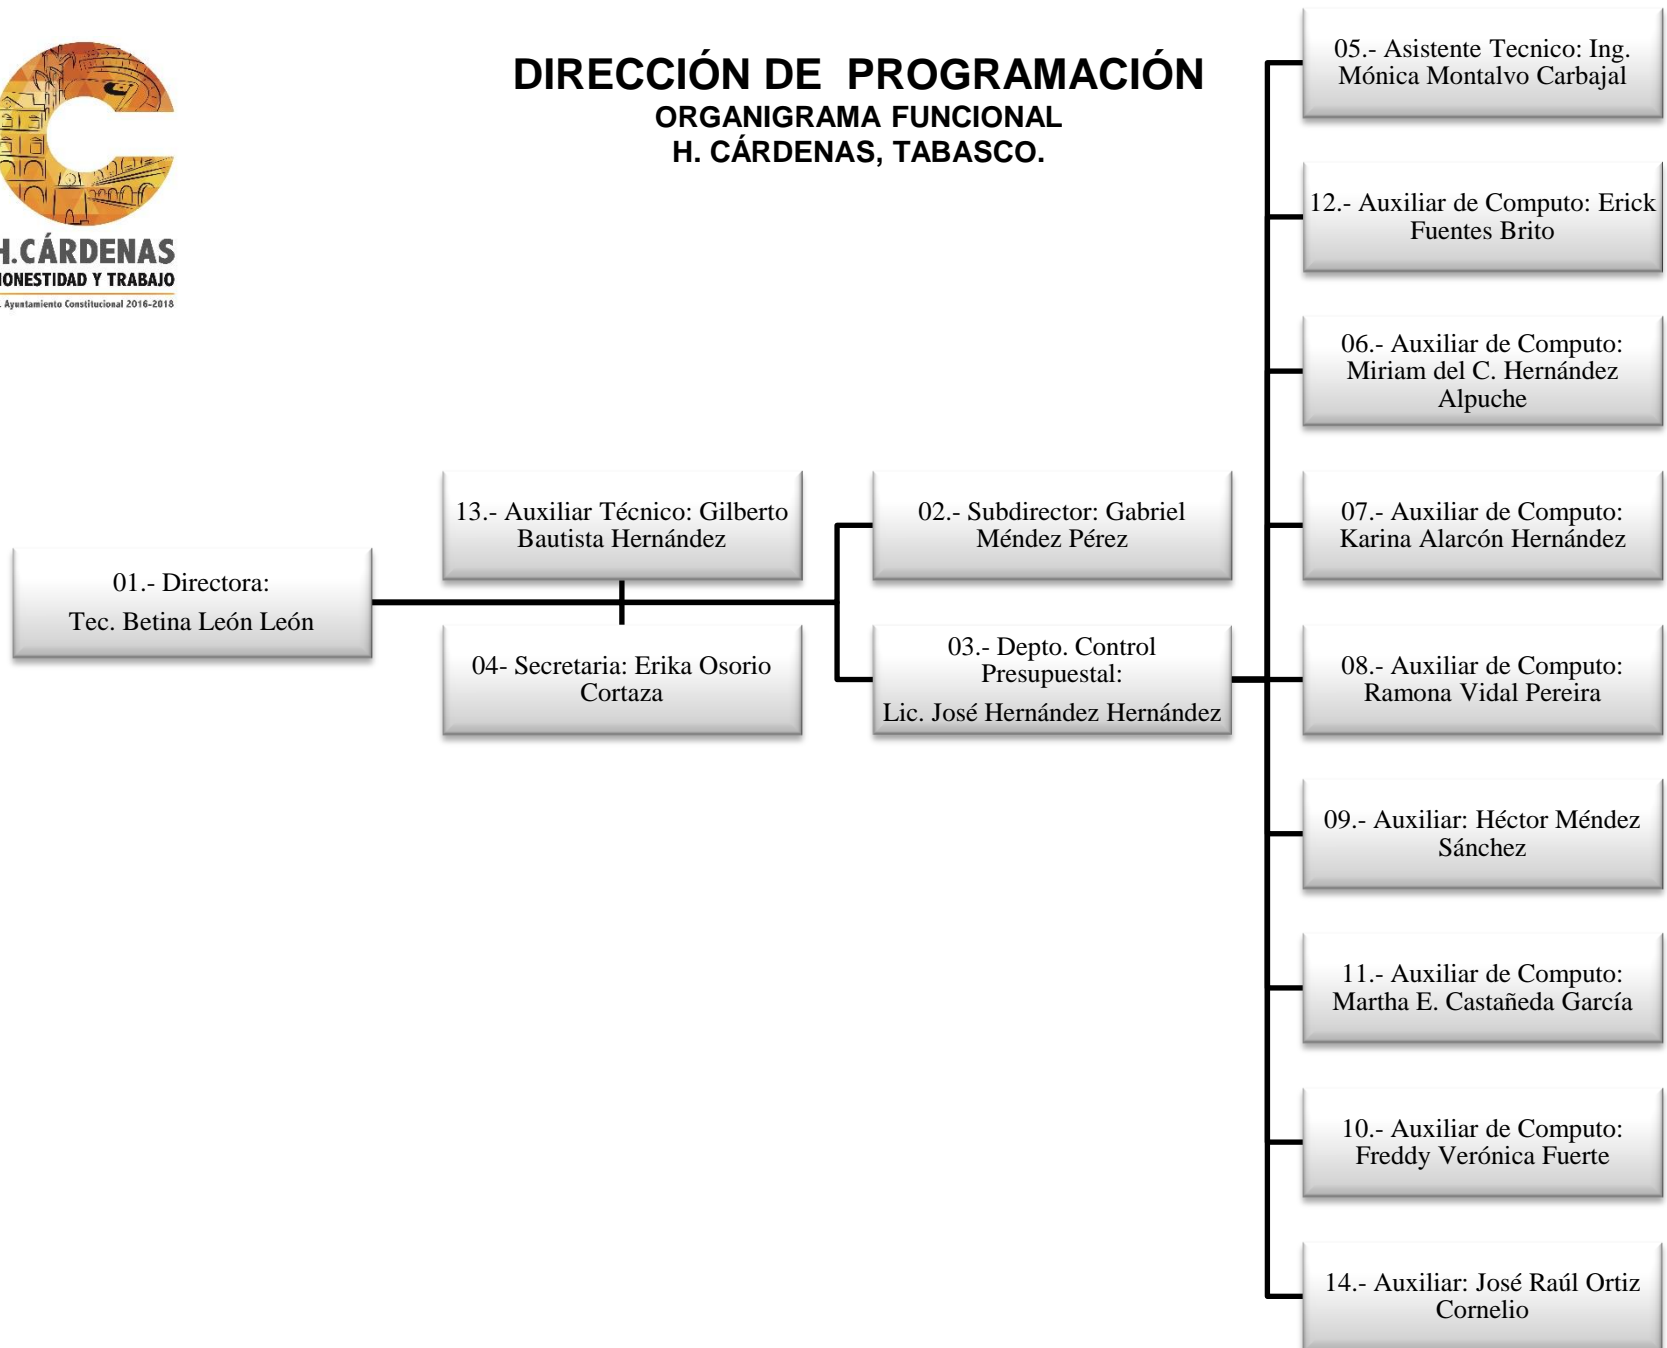 H.CÁRDENAS
HONESTIDAD Y TRABAJO
. Ayuntamiento Constitucional 2016-2018
DIRECCIÓN DE PROGRAMACIÓN
ORGANIGRAMA FUNCIONAL
H. CÁRDENAS, TABASCO.
01.- Directora:
Tec. Betina León León
13.- Auxiliar Técnico: Gilberto
Bautista Hernández
04- Secretaria: Erika Osorio
Cortaza
02.- Subdirector: Gabriel
Méndez Pérez
03.- Depto. Control
Presupuestal:
Lic. José Hernández Hernández
05.- Asistente Tecnico: Ing.
Mónica Montalvo Carbajal
12.- Auxiliar de Computo: Erick
Fuentes Brito
06.- Auxiliar de Computo:
Miriam del C. Hernández
Alpuche
07.- Auxiliar de Computo:
Karina Alarcón Hernández
08.- Auxiliar de Computo:
Ramona Vidal Pereira
09.- Auxiliar: Héctor Méndez
Sánchez
11.- Auxiliar de Computo:
Martha E. Castañeda García
10.- Auxiliar de Computo:
Freddy Verónica Fuerte
14.- Auxiliar: José Raúl Ortiz
Cornelio